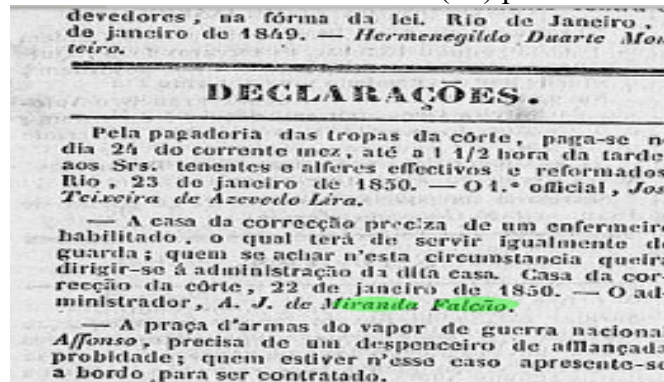 devedores, na fórma da lei. Rio de Janeiro,
de janeiro de 1849. — Hermenegildo Duarte Mon
teiro.
DECLARAÇÕES.
Pela pagadoria das tropas da côrte, paga-se n
dia 24 do corrente mez, até a 1 1/2 hora da tarde
aos Srs. tenentes e alferes effectivos e reformados
Rio, 23 de janeiro de 1850. — O 1.º official, Jos
Teixeira de Azevedo Lira.
— A casa da correcção preciza de um enfermeiro
habilitado, o qual terá de servir igualmente de
guarda; quem se achar n'esta circumstancia queira
dirigir-se á administração da dita casa. Casa da cor-
recção da côrte, 22 de janeiro de 1850. — O ad-
ministrador, A. J. de Miranda Falcão.
— A praça d'armas do vapor de guerra nacional
Affonso, precisa de um despenceiro de affiançada
probidade; quem estiver n'esse caso apresente-se
a bordo para ser contratado.